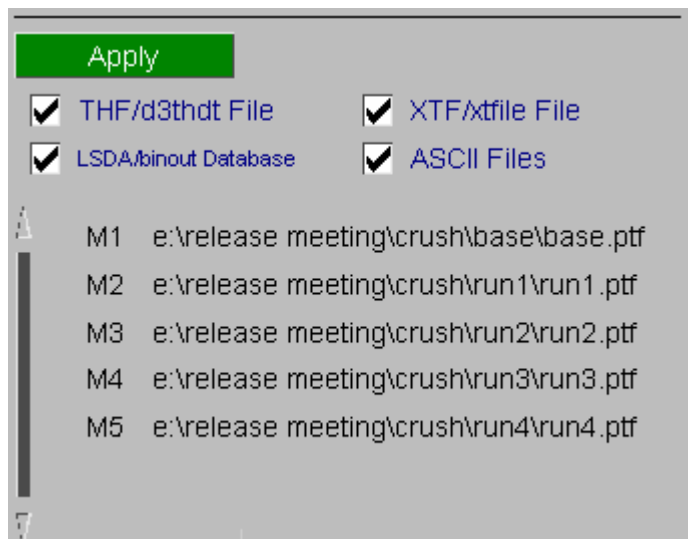 Apply
THF/d3thdt File XTF/xtfile File
LSDA/binout Database ASCII Files
M1 e:\release meeting\crush\base\base.ptf
M2 e:\release meeting\crush\run1\run1.ptf
M3 e:\release meeting\crush\run2\run2.ptf
M4 e:\release meeting\crush\run3\run3.ptf
M5 e:\release meeting\crush\run4\run4.ptf